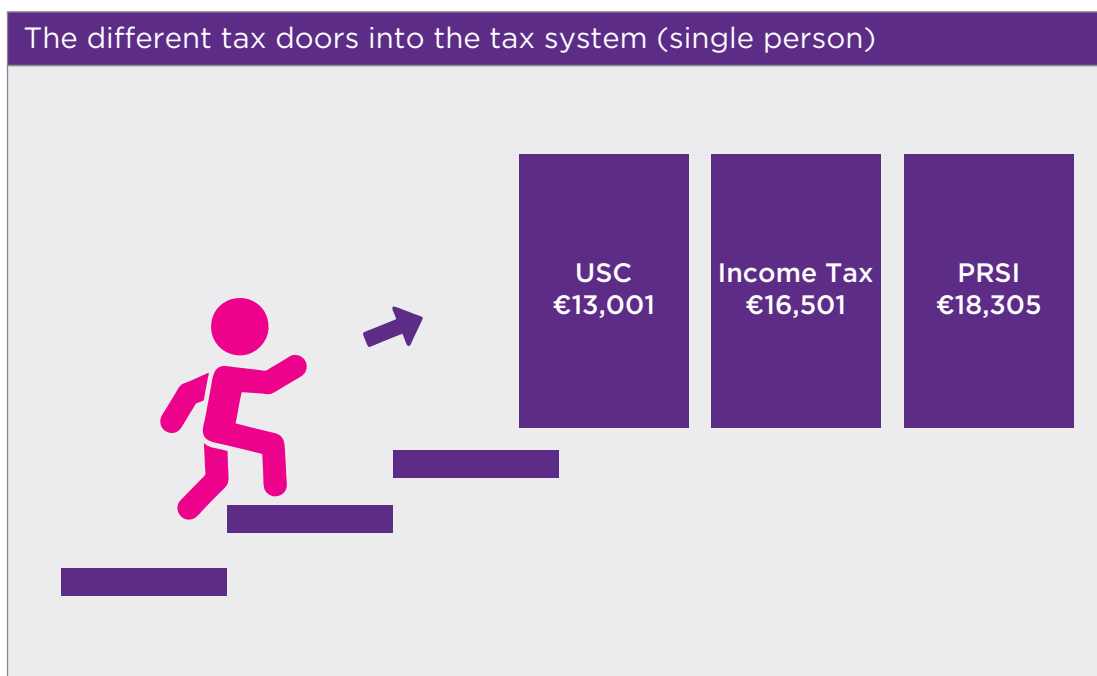 The different tax doors into the tax system (single person)
USC
€13,001
Income Tax
€16,501
PRSI
€18,305